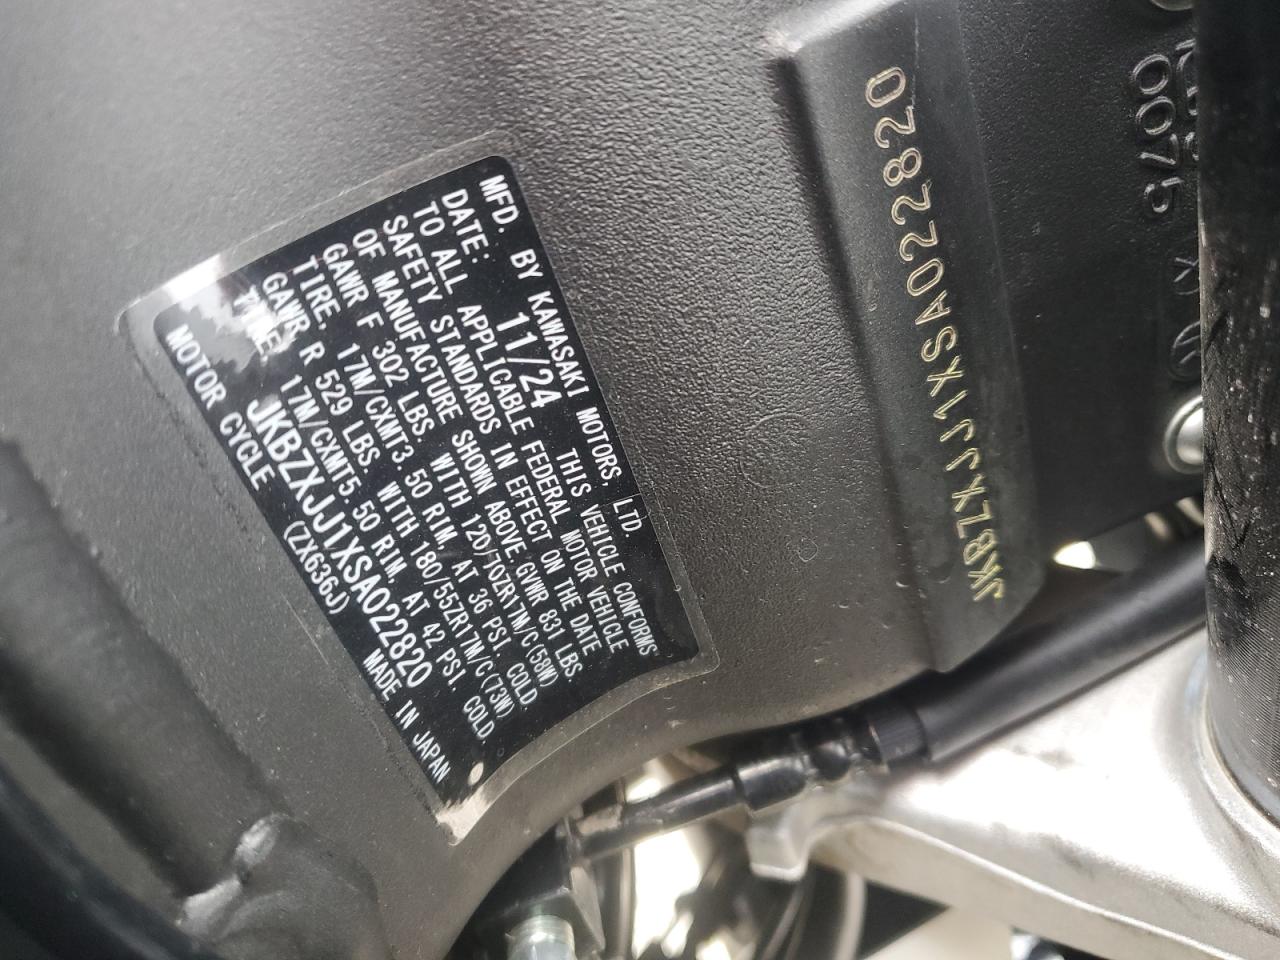 MFD. BY KAWASAKI MOTORS, LTD.
DATE: 11/24 THIS VEHICLE CONFORMS
TO ALL APPLICABLE FEDERAL MOTOR VEHICLE
SAFETY STANDARDS IN EFFECT ON THE DATE
OF MANUFACTURE SHOWN ABOVE. GVWR 831 LBS.
GAWR F 302 LBS. WITH 120/70ZR17M/C(58W)
TIRE, 17M/CXMT3.50 RIM, AT 36 PSI. COLD.
GAWR R 529 LBS. WITH 180/55ZR17M/C(73W)
TIRE, 17M/CXMT5.50 RIM, AT 42 PSI. COLD.
JKBZXJJ1XSA022820
MOTOR CYCLE (ZX636J) MADE IN JAPAN
JKBZXJJ1XSA022820
0075